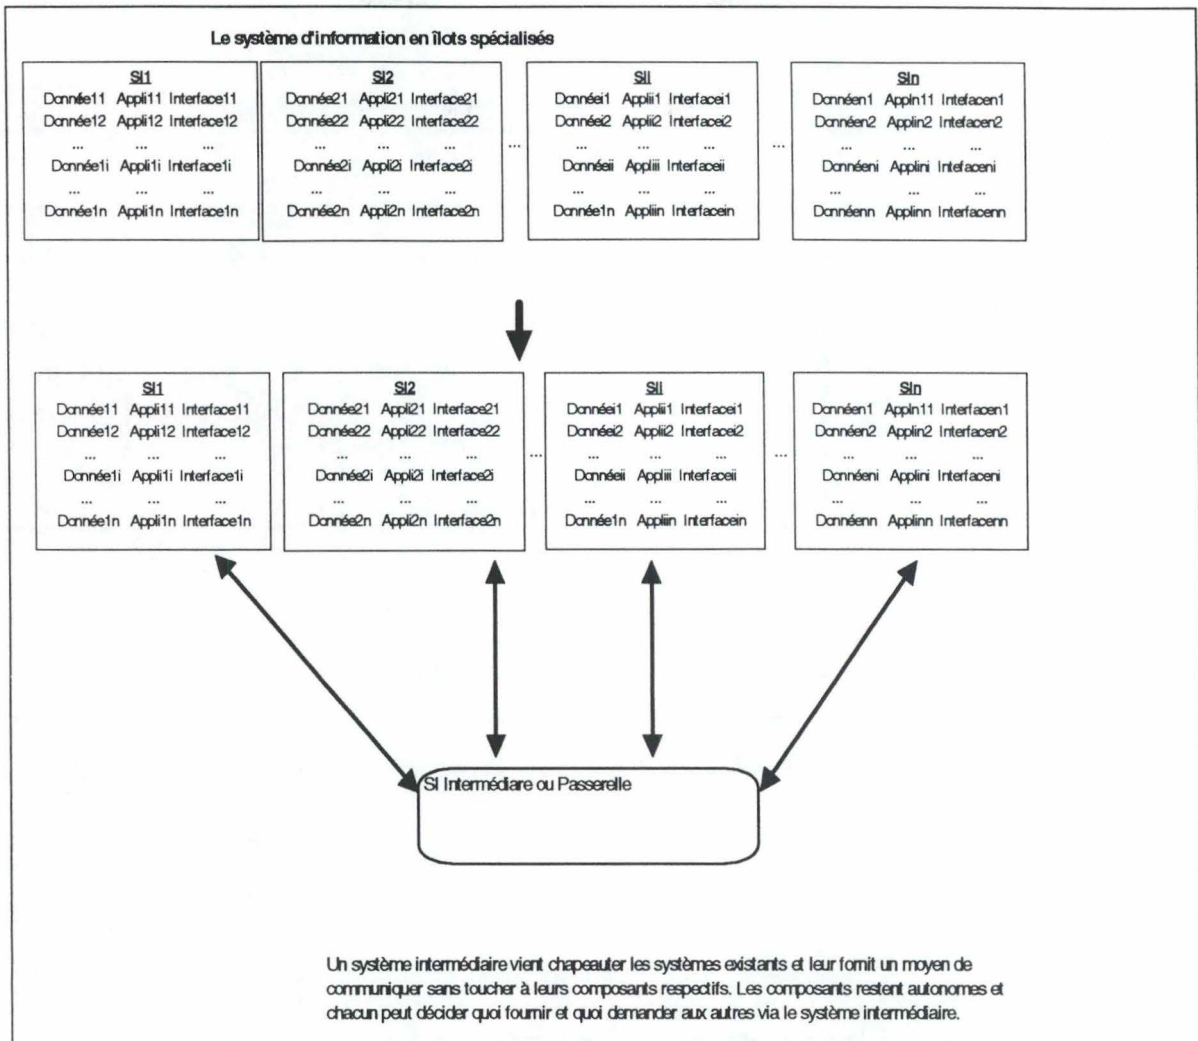 Le système d'information en îlots spécialisés
SI1
Donnée11 Appli11 Interface11
Donnée12 Appli12 Interface12
... ... ...
Donnée1i Appli1i Interface1i
... ... ...
Donnée1n Appli1n Interface1n
SI2
Donnée21 Appli21 Interface21
Donnée22 Appli22 Interface22
... ... ...
Donnée2i Appli2i Interface2i
... ... ...
Donnée2n Appli2n Interface2n
...
SIi
Donnéei1 Applii1 Interfacei1
Donnéei2 Applii2 Interfacei2
... ... ...
Donnéeii Appliii Interfaceii
... ... ...
Donnée1n Appliin Interfacein
...
SIn
Donnéen1 Appln11 Intefacen1
Donnéen2 Applin2 Intefacen2
... ... ...
Donnéeni Applini Intefaceni
... ... ...
Donnéenn Applinn Interfacenn
SI1
Donnée11 Appli11 Interface11
Donnée12 Appli12 Interface12
... ... ...
Donnée1i Appli1i Interface1i
... ... ...
Donnée1n Appli1n Interface1n
SI2
Donnée21 Appli21 Interface21
Donnée22 Appli22 Interface22
... ... ...
Donnée2i Appli2i Interface2i
... ... ...
Donnée2n Appli2n Interface2n
...
SIi
Donnéei1 Applii1 Interfacei1
Donnéei2 Applii2 Interfacei2
... ... ...
Donnéeii Appliii Interfaceii
... ... ...
Donnée1n Appliin Interfacein
...
SIn
Donnéen1 Appln11 Interfacen1
Donnéen2 Applin2 Interfacen2
... ... ...
Donnéeni Applini Interfaceni
... ... ...
Donnéenn Applinn Interfacenn
SI Intermédiare ou Passerelle
Un système intermédiaire vient chapeauter les systèmes existants et leur fornit un moyen de
communiquer sans toucher à leurs composants respectifs. Les composants restent autonomes et
chacun peut décider quoi fournir et quoi demander aux autres via le système intermédiaire.